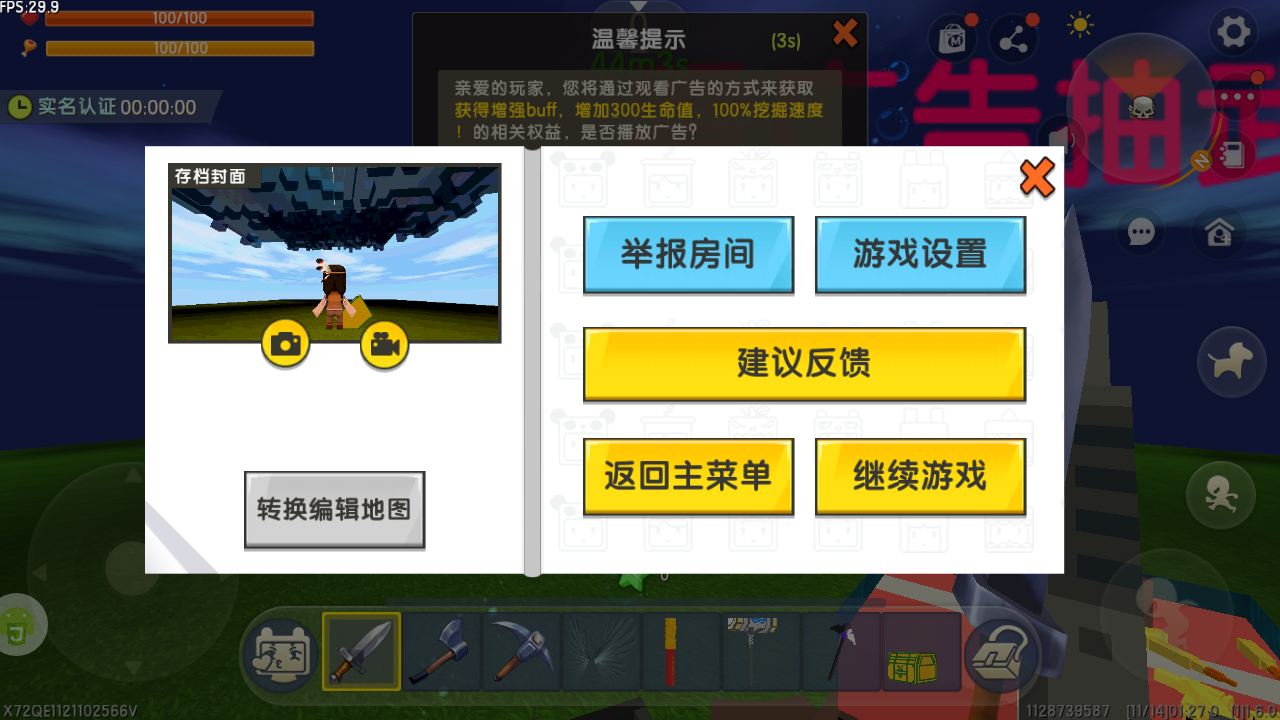 FPS:29.9
100/100
100/100
实名认证 00:00:00
温馨提示
(3s)
44m3s
亲爱的玩家，您将通过观看广告的方式来获取
获得增强buff，增加300生命值，100%挖掘速度
！的相关权益，是否播放广告？
广告抽
存档封面
举报房间
游戏设置
建议反馈
返回主菜单
继续游戏
转换编辑地图
0
X72QE1121102566V
1128739587